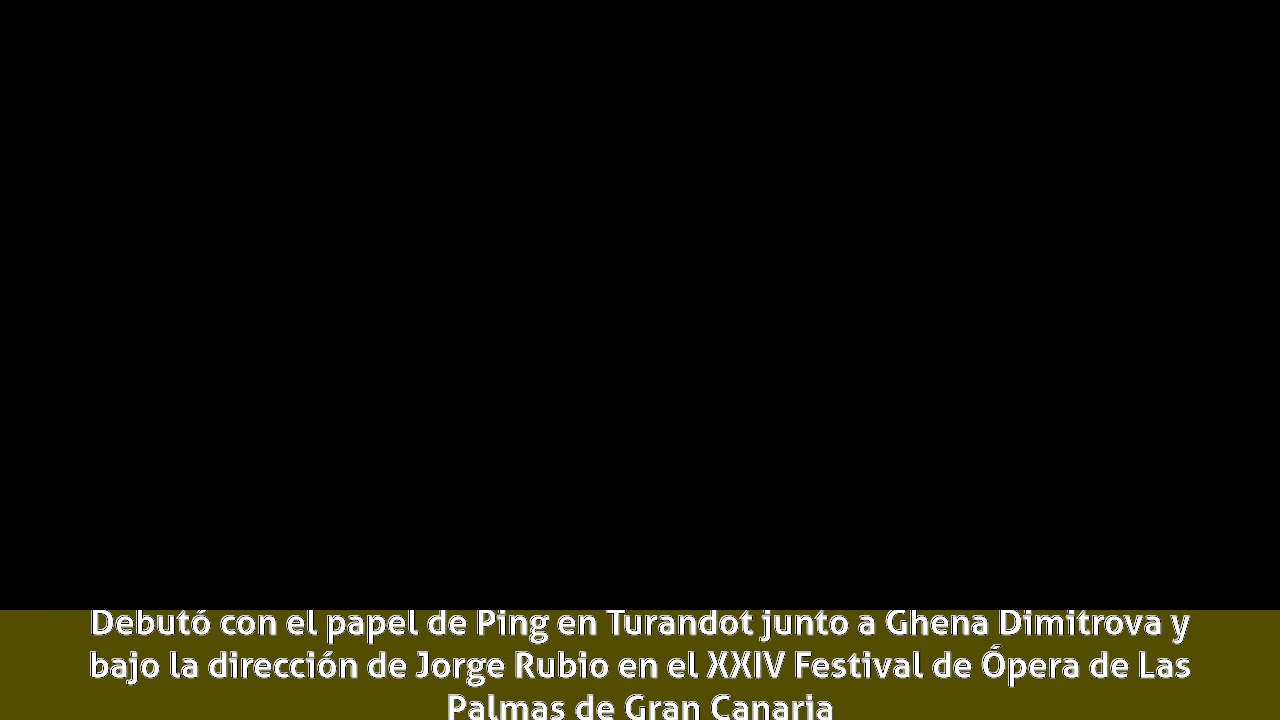 Debutó con el papel de Ping en Turandot junto a Ghena Dimitrova y
bajo la dirección de Jorge Rubio en el XXIV Festival de Ópera de Las
Palmas de Gran Canaria